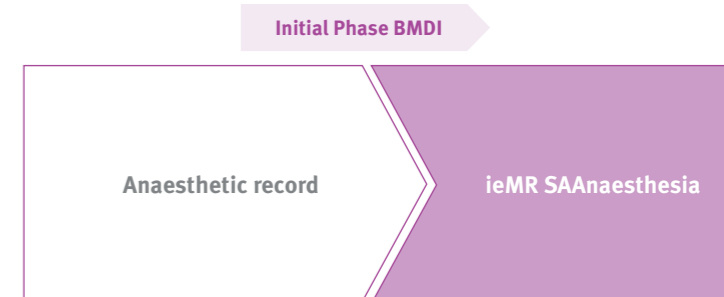 Initial Phase BMDI
Anaesthetic record
ieMR SAAnaesthesia